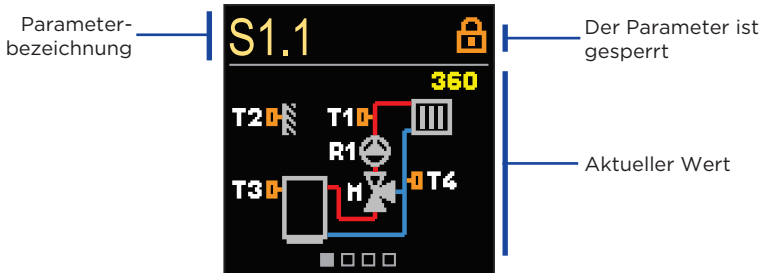 Parameter-
bezeichnung
S1.1
Der Parameter ist
gesperrt
360
T2
T1
R1
T3
M
T4
Aktueller Wert